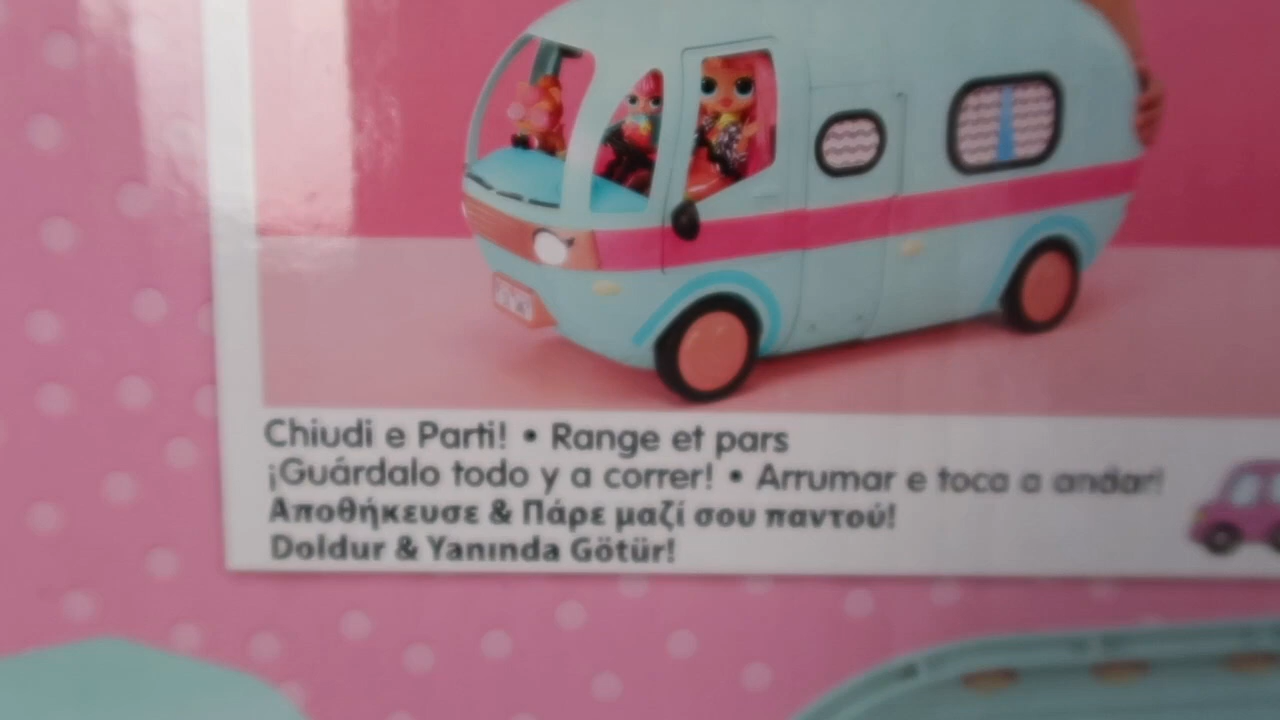 Chiudi e Parti! • Range et pars
¡Guárdalo todo y a correr! • Arrumar e toca a andar!
Αποθήκευσε & Πάρε μαζί σου παντού!
Doldur & Yanında Götür!